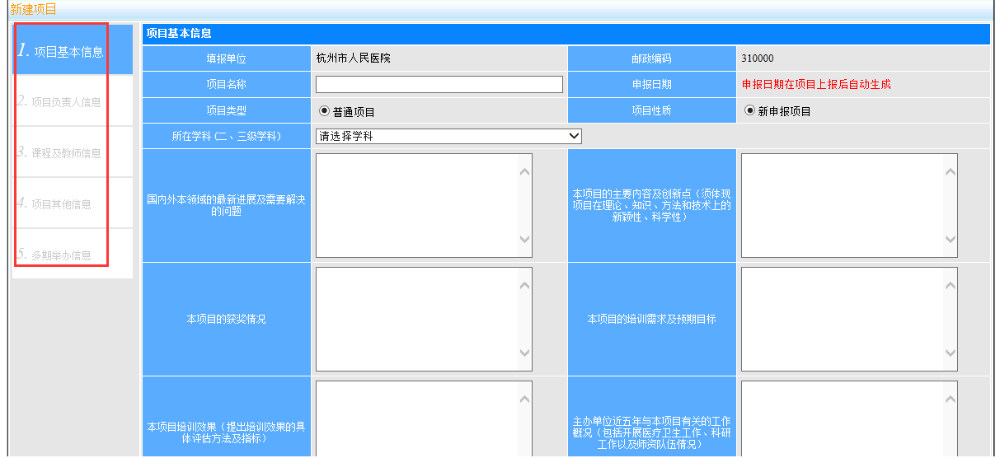 新建项目
1. 项目基本信息
2. 项目负责人信息
3. 课程及教师信息
4. 项目其他信息
5. 多期举办信息
项目基本信息
填报单位
杭州市人民医院
邮政编码
310000
项目名称
申报日期
申报日期在项目上报后自动生成
项目类型
普通项目
项目性质
新申报项目
所在学科（二、三级学科）
请选择学科
国内外本领域的最新进展及需要解决
的问题
本项目的主要内容及创新点（须体现
项目在理论、知识、方法和技术上的
新颖性、科学性）
本项目的获奖情况
本项目的培训需求及预期目标
本项目培训效果（提出培训效果的具
体评估方法及指标）
主办单位近五年与本项目有关的工作
概况（包括开展医疗卫生工作、科研
工作以及师资队伍情况）